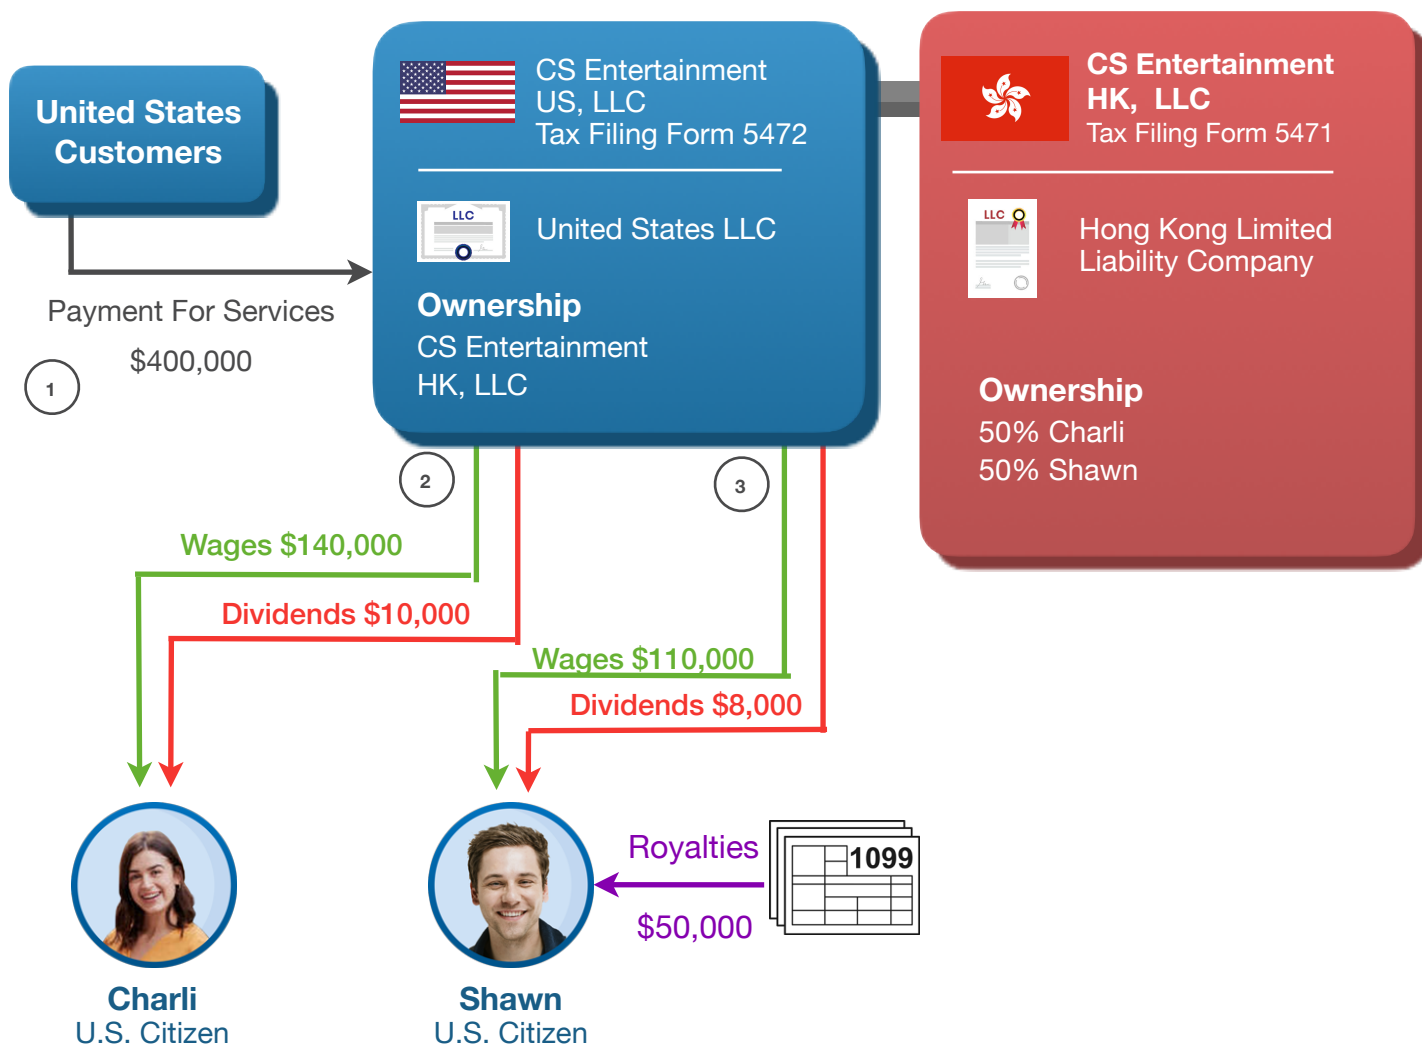 United States
Customers
CS Entertainment
US, LLC
Tax Filing Form 5472
LLC
United States LLC
Ownership
CS Entertainment
HK, LLC
CS Entertainment
HK, LLC
Tax Filing Form 5471
LLC
Hong Kong Limited
Liability Company
Ownership
50% Charli
50% Shawn
Payment For Services
$400,000
1
2
3
Wages $140,000
Dividends $10,000
Wages $110,000
Dividends $8,000
Royalties
$50,000
1099
Charli
U.S. Citizen
Shawn
U.S. Citizen